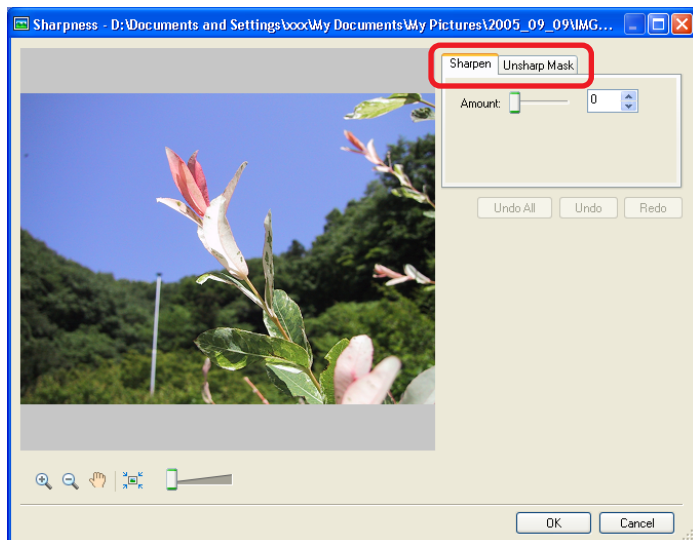 Sharpness - D:\Documents and Settings\xxx\My Documents\My Pictures\2005_09_09\IMG...
Sharpen Unsharp Mask
Amount: 0
Undo All Undo Redo
OK Cancel